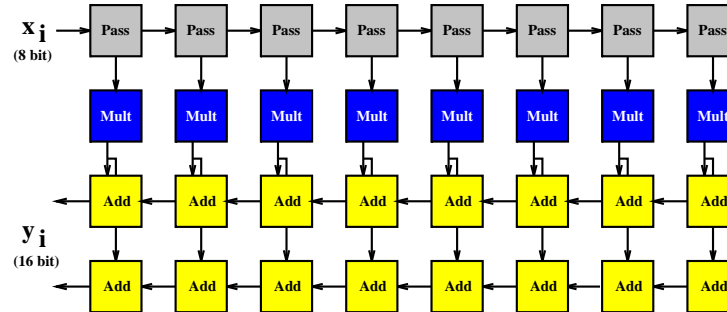 x i Pass Pass Pass Pass Pass Pass Pass Pass
(8 bit)
Mult Mult Mult Mult Mult Mult Mult Mult
Add Add Add Add Add Add Add Add
y i
(16 bit)
Add Add Add Add Add Add Add Add